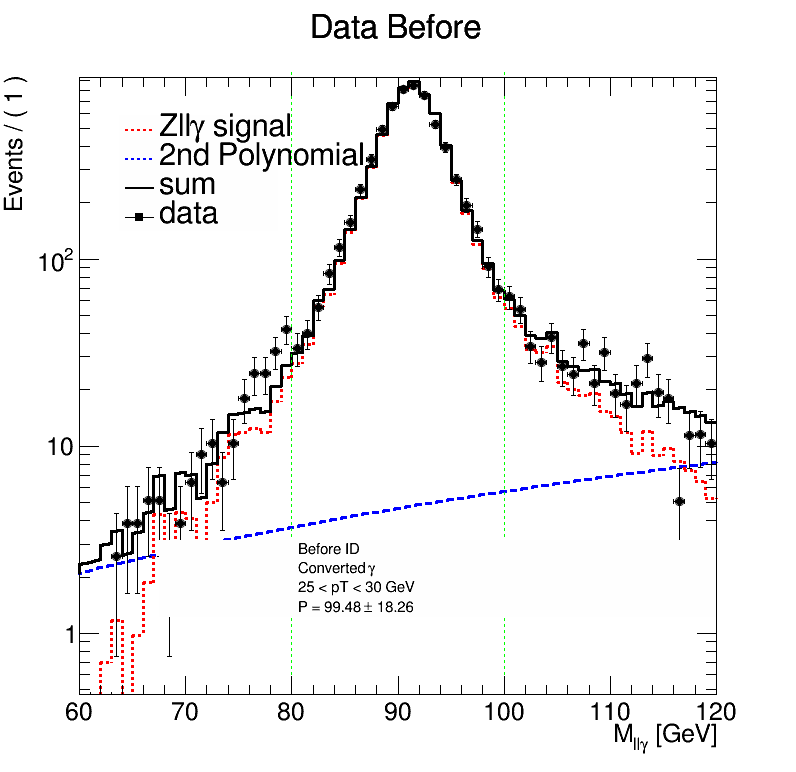 Data Before
Events / ( 1 )
Zllγ signal
2nd Polynomial
sum
data
10²
10
1
Before ID
Converted γ
25 < pT < 30 GeV
P = 99.48 ± 18.26
60 70 80 90 100 110 120
M_llγ [GeV]